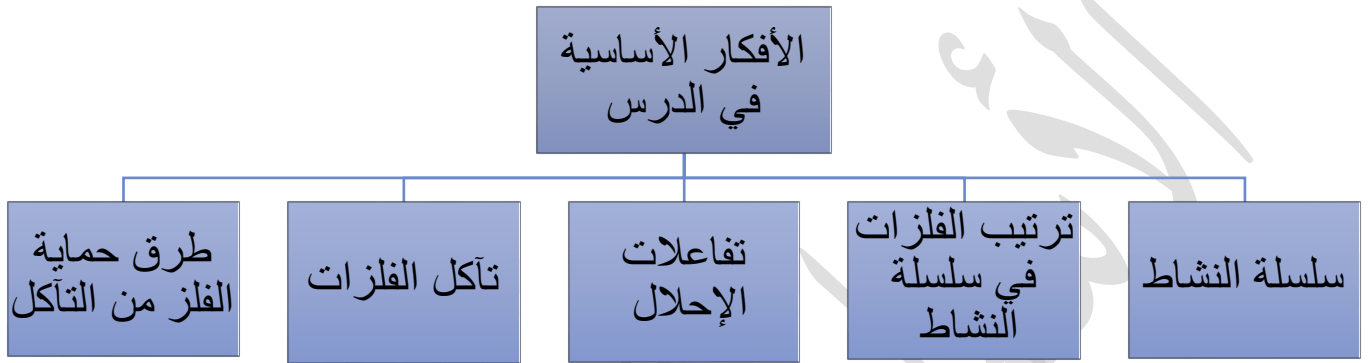 الأفكار الأساسية
في الدرس
سلسلة النشاط
ترتيب الفلزات
في سلسلة
النشاط
تفاعلات
الإحلال
تآكل الفلزات
طرق حماية
الفلز من التآكل